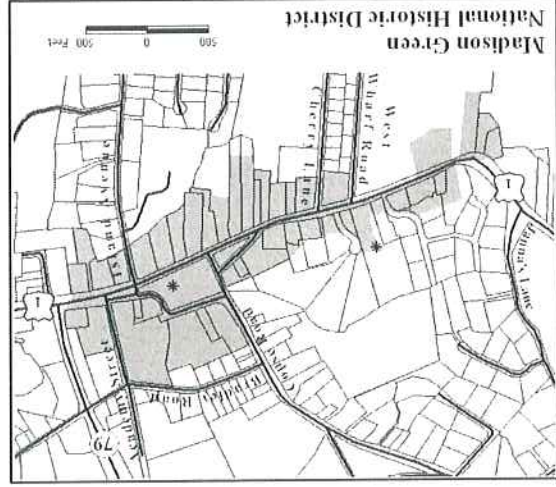 79
Academy Street
Bradley Road
Copse Road
Lane
1
1
Island Avenue
West
Wharf Road
Cherry Lane
Madison Green
National Historic District
500 0 500 Feet